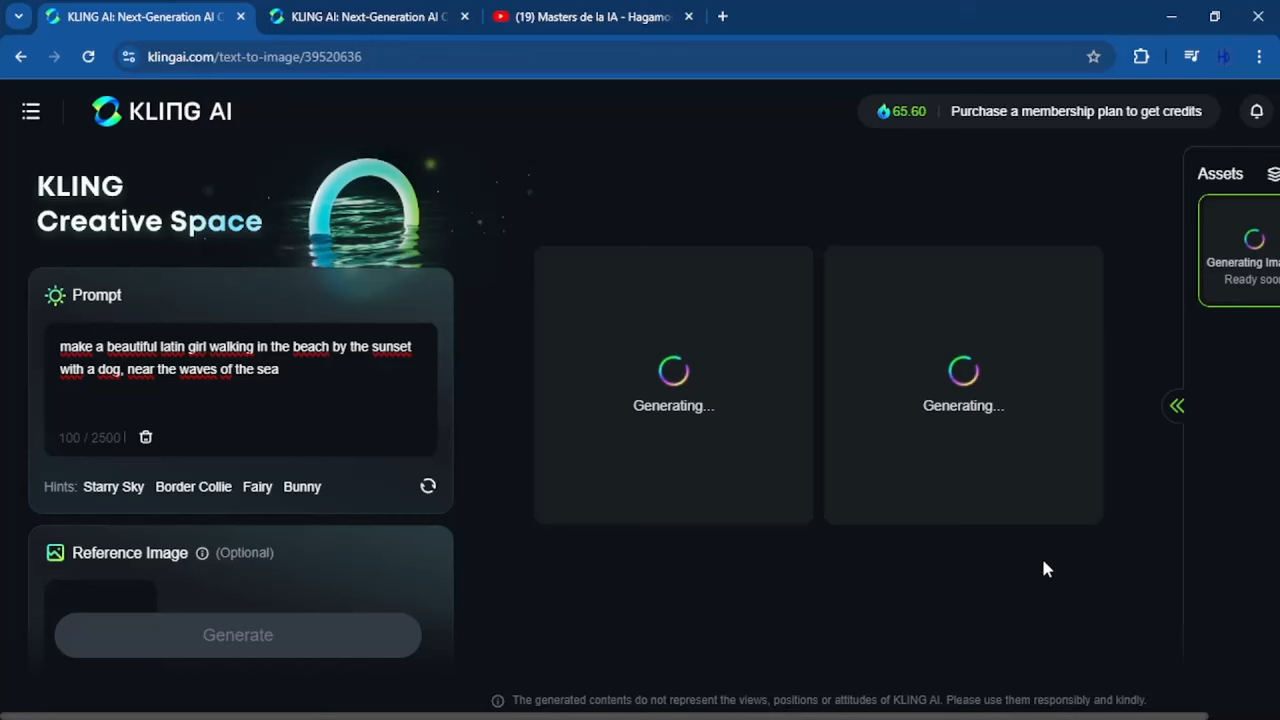 KLING AI: Next-Generation AI C
KLING AI: Next-Generation AI C
(19) Masters de la IA - Hagamo
klingai.com/text-to-image/39520636
KLING AI
65.60
Purchase a membership plan to get credits
KLING
Creative Space
Assets
Generating Ima
Ready soon
Prompt
make a beautiful latin girl walking in the beach by the sunset
with a dog, near the waves of the sea
100 / 2500
Hints: Starry Sky Border Collie Fairy Bunny
Generating...
Generating...
Reference Image (Optional)
Generate
The generated contents do not represent the views, positions or attitudes of KLING AI. Please use them responsibly and kindly.